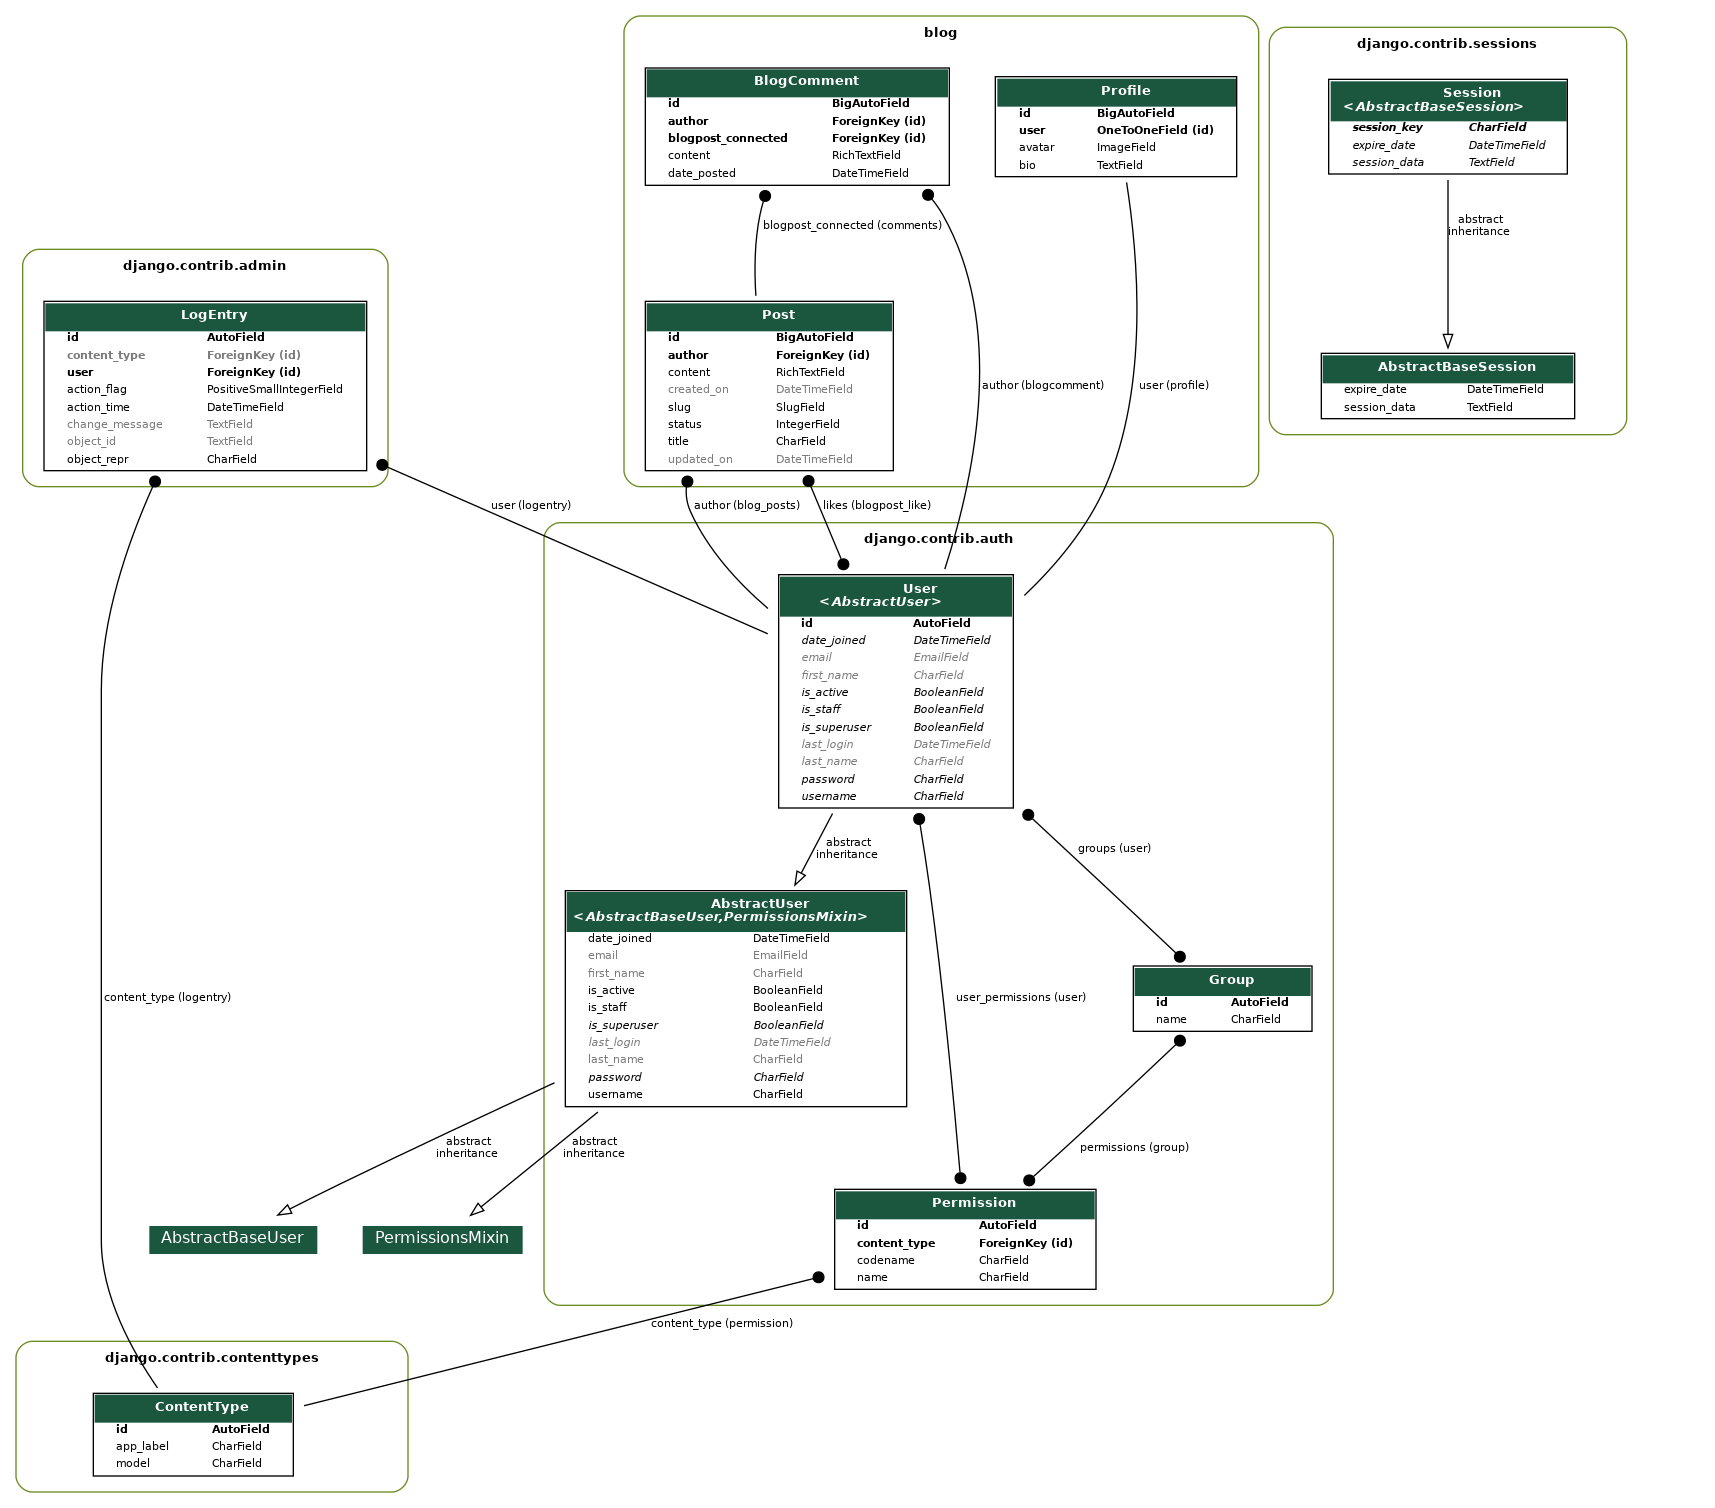 blog
BlogComment
id BigAutoField
author ForeignKey (id)
blogpost_connected ForeignKey (id)
content RichTextField
date_posted DateTimeField
Profile
id BigAutoField
user OneToOneField (id)
avatar ImageField
bio TextField
django.contrib.sessions
Session
<AbstractBaseSession>
session_key CharField
expire_date DateTimeField
session_data TextField
blogpost_connected (comments)
abstract
inheritance
django.contrib.admin
LogEntry
id AutoField
content_type ForeignKey (id)
user ForeignKey (id)
action_flag PositiveSmallIntegerField
action_time DateTimeField
change_message TextField
object_id TextField
object_repr CharField
Post
id BigAutoField
author ForeignKey (id)
content RichTextField
created_on DateTimeField
slug SlugField
status IntegerField
title CharField
updated_on DateTimeField
author (blogcomment)
user (profile)
AbstractBaseSession
expire_date DateTimeField
session_data TextField
user (logentry)
author (blog_posts)
likes (blogpost_like)
django.contrib.auth
User
<AbstractUser>
id AutoField
date_joined DateTimeField
email EmailField
first_name CharField
is_active BooleanField
is_staff BooleanField
is_superuser BooleanField
last_login DateTimeField
last_name CharField
password CharField
username CharField
abstract
inheritance
groups (user)
AbstractUser
<AbstractBaseUser,PermissionsMixin>
date_joined DateTimeField
email EmailField
first_name CharField
is_active BooleanField
is_staff BooleanField
is_superuser BooleanField
last_login DateTimeField
last_name CharField
password CharField
username CharField
content_type (logentry)
user_permissions (user)
Group
id AutoField
name CharField
abstract
inheritance
abstract
inheritance
permissions (group)
AbstractBaseUser
PermissionsMixin
Permission
id AutoField
content_type ForeignKey (id)
codename CharField
name CharField
content_type (permission)
django.contrib.contenttypes
ContentType
id AutoField
app_label CharField
model CharField